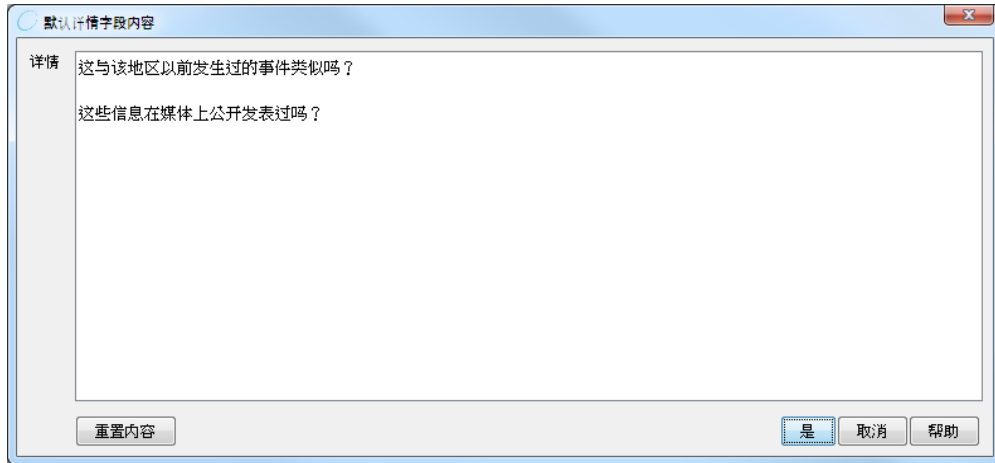 默认详情字段内容
详情
这与该地区以前发生过的事件类似吗？
这些信息在媒体上公开发表过吗？
重置内容
是
取消
帮助